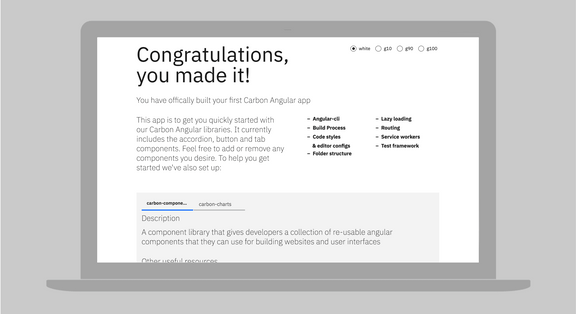 Congratulations,
you made it!
white g10 g90 g100
You have offically built your first Carbon Angular app
This app is to get you quickly started with
our Carbon Angular libraries. It currently
includes the accordion, button and tab
components. Feel free to add or remove any
components you desire. To help you get
started we've also set up:
– Angular-cli
– Build Process
– Code styles
& editor configs
– Folder structure
– Lazy loading
– Routing
– Service workers
– Test framework
carbon-compone... carbon-charts
Description
A component library that gives developers a collection of re-usable angular
components that they can use for building websites and user interfaces
Other useful resources